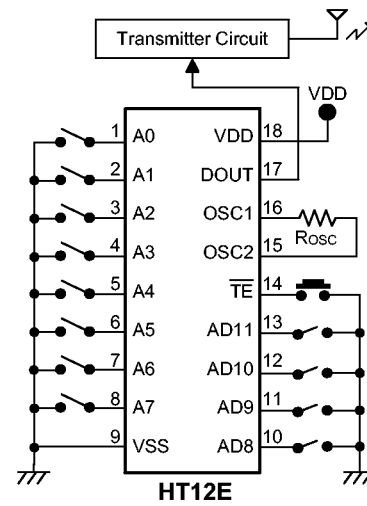 Transmitter Circuit
VDD
1 A0 VDD 18
2 A1 DOUT 17
3 A2 OSC1 16
4 A3 OSC2 15
ROSC
5 A4 TE 14
6 A5 AD11 13
7 A6 AD10 12
8 A7 AD9 11
9 VSS AD8 10
HT12E